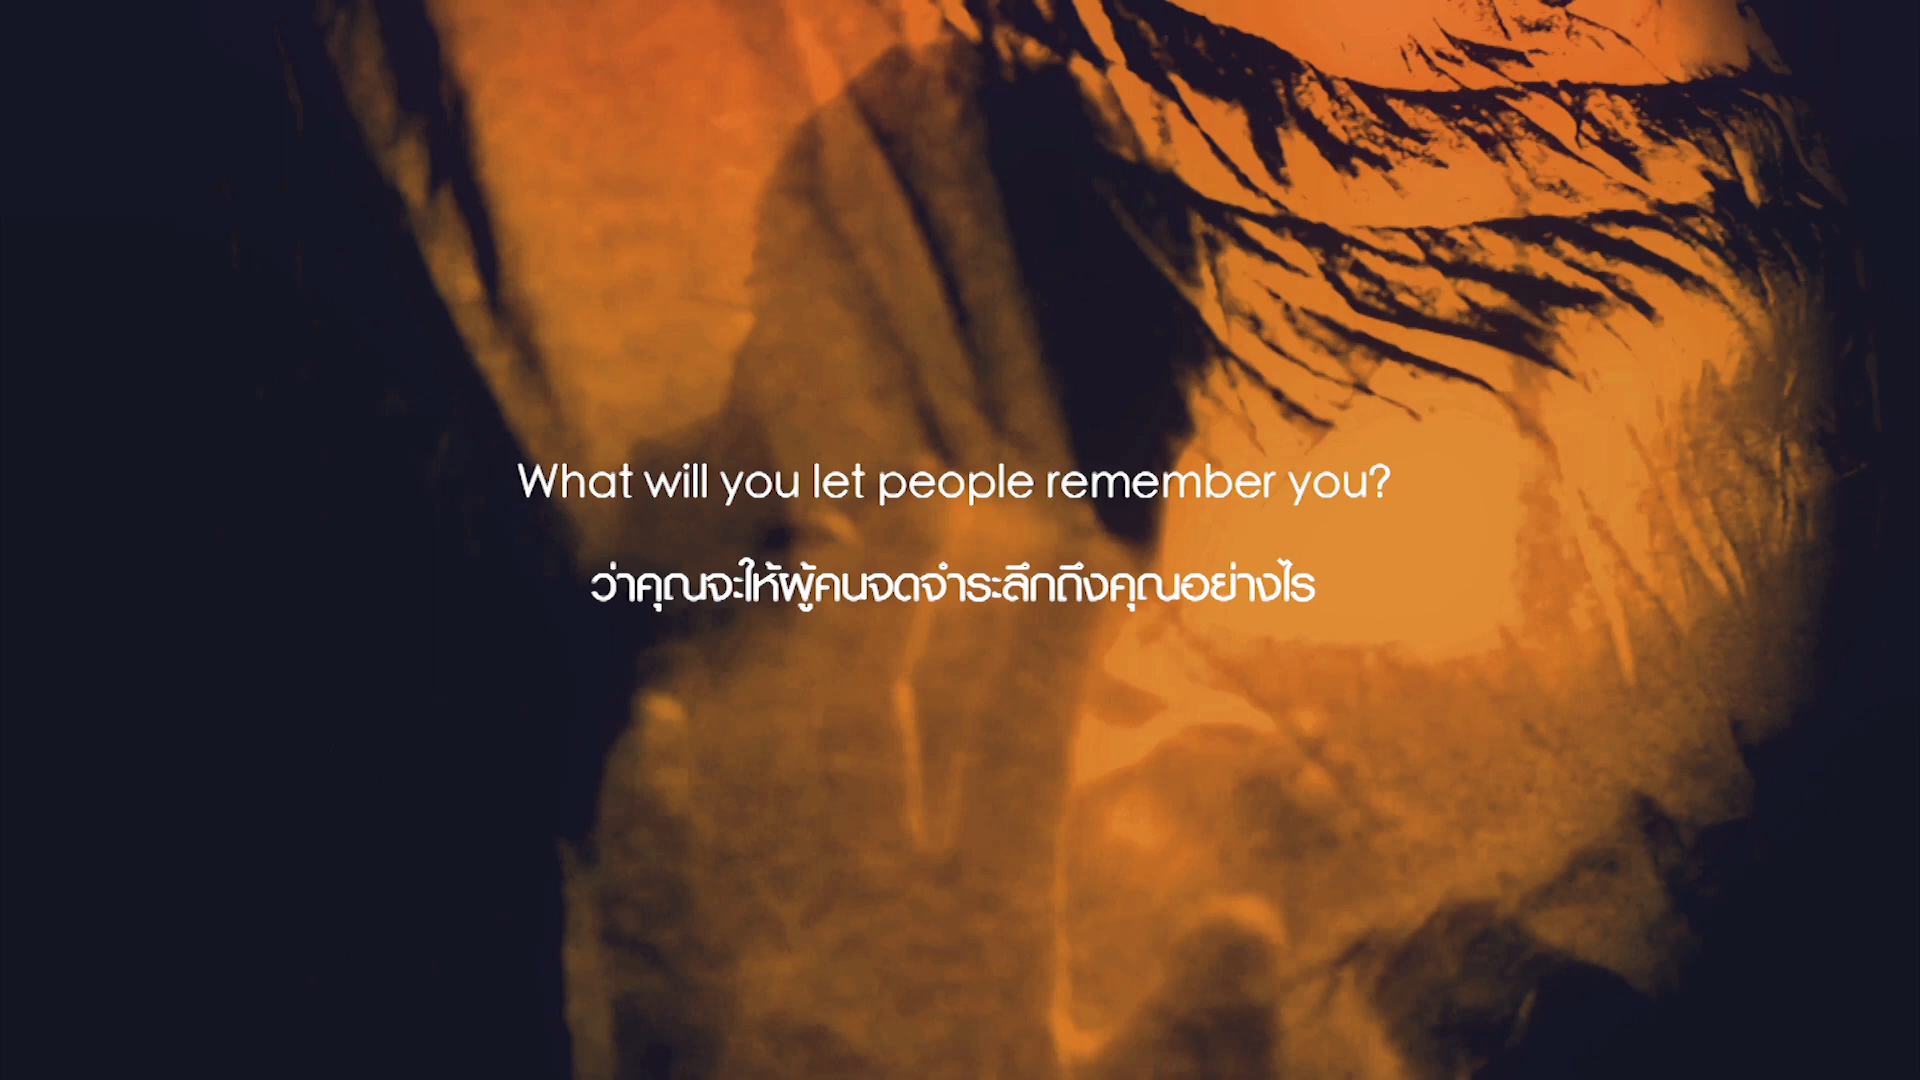 What will you let people remember you?
ว่าคุณจะให้ผู้คนจดจำระลึกถึงคุณอย่างไร